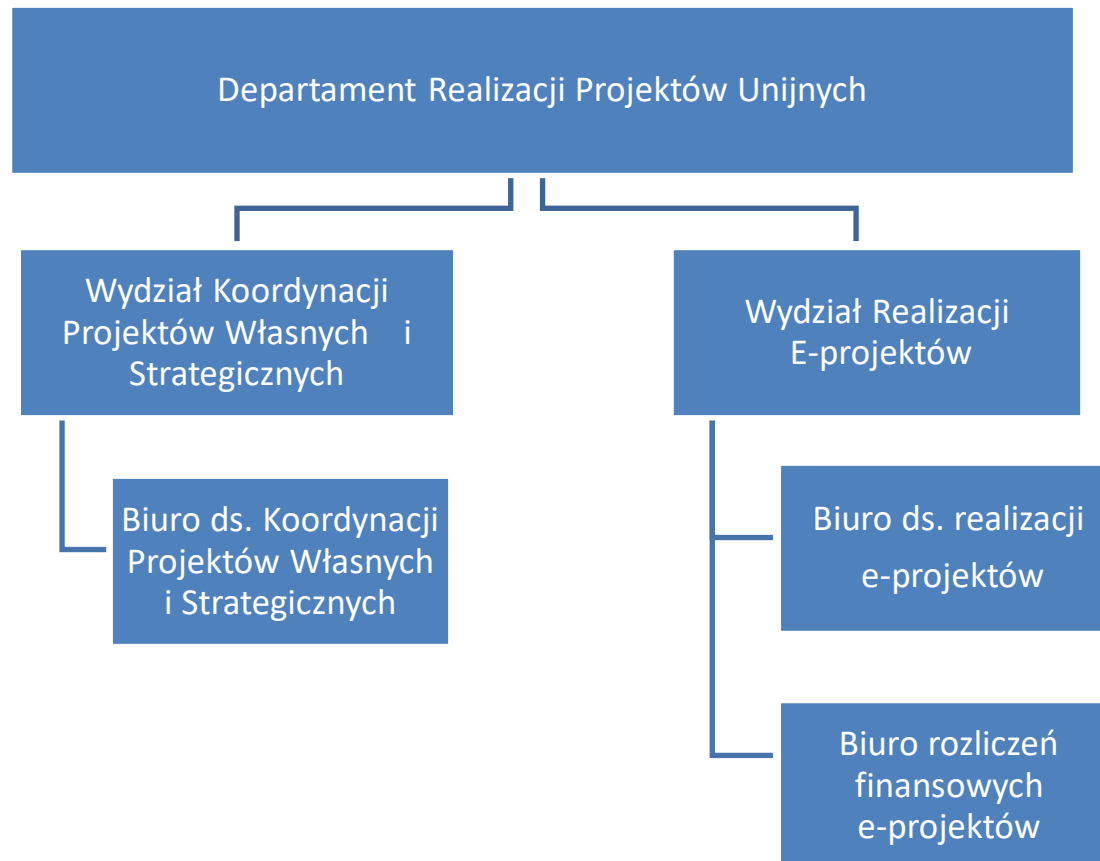 Departament Realizacji Projektów Unijnych
Wydział Koordynacji
Projektów Własnych i
Strategicznych
Wydział Realizacji
E-projektów
Biuro ds. Koordynacji
Projektów Własnych
i Strategicznych
Biuro ds. realizacji
e-projektów
Biuro rozliczeń
finansowych
e-projektów